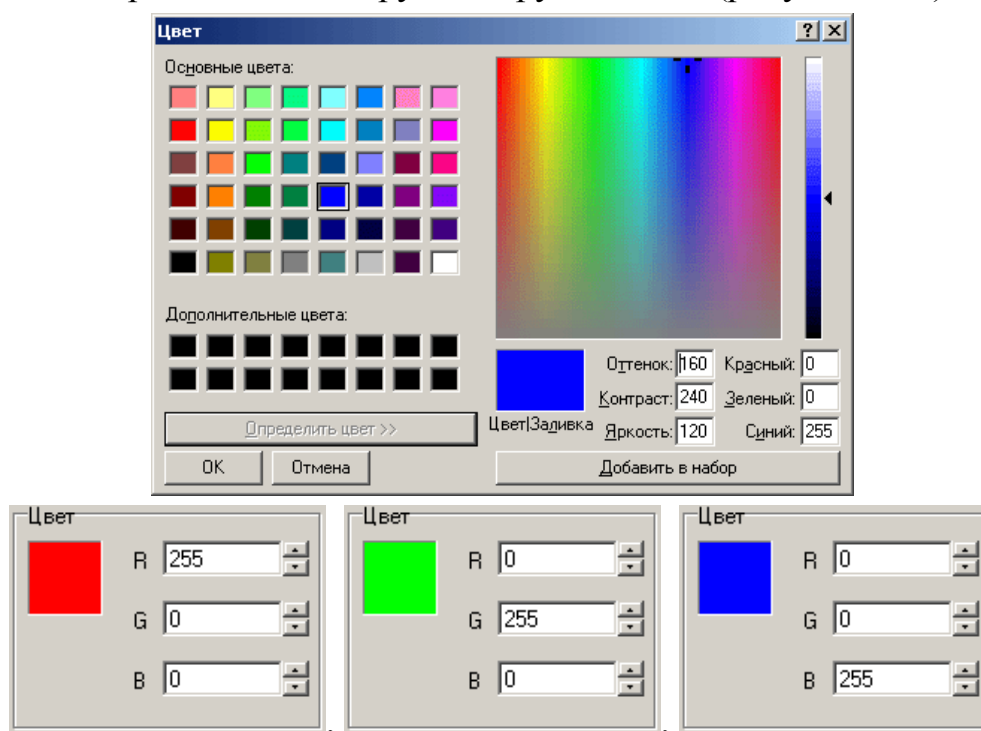 Цвет
Основные цвета:
Дополнительные цвета:
Определить цвет >>
ОК Отмена
Цвет|Заливка
Оттенок: 160 Красный: 0
Контраст: 240 Зеленый: 0
Яркость: 120 Синий: 255
Добавить в набор
Цвет
R 255
G 0
B 0
Цвет
R 0
G 255
B 0
Цвет
R 0
G 0
B 255